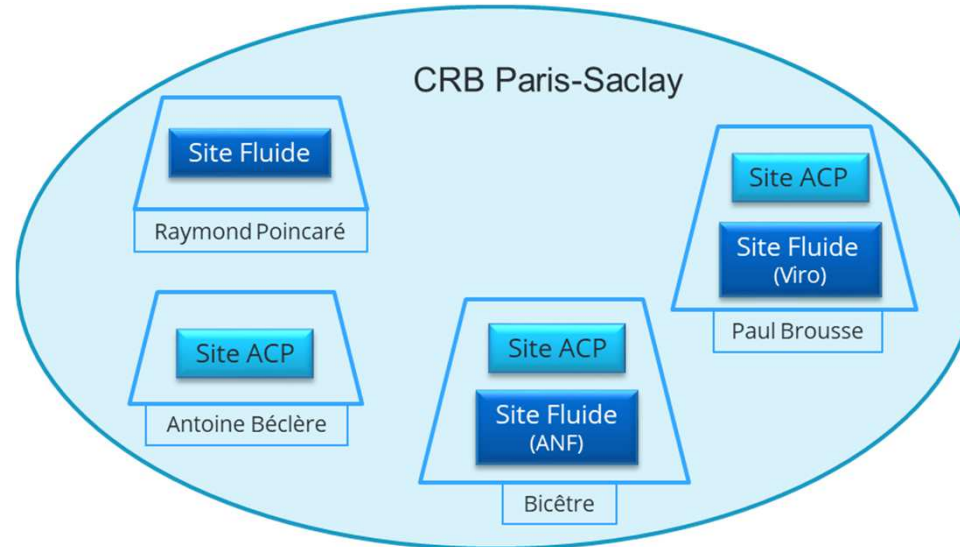 CRB Paris-Saclay
Site Fluide
Raymond Poincaré
Site ACP
Site Fluide
(Viro)
Paul Brousse
Site ACP
Antoine Béclère
Site ACP
Site Fluide
(ANF)
Bicêtre